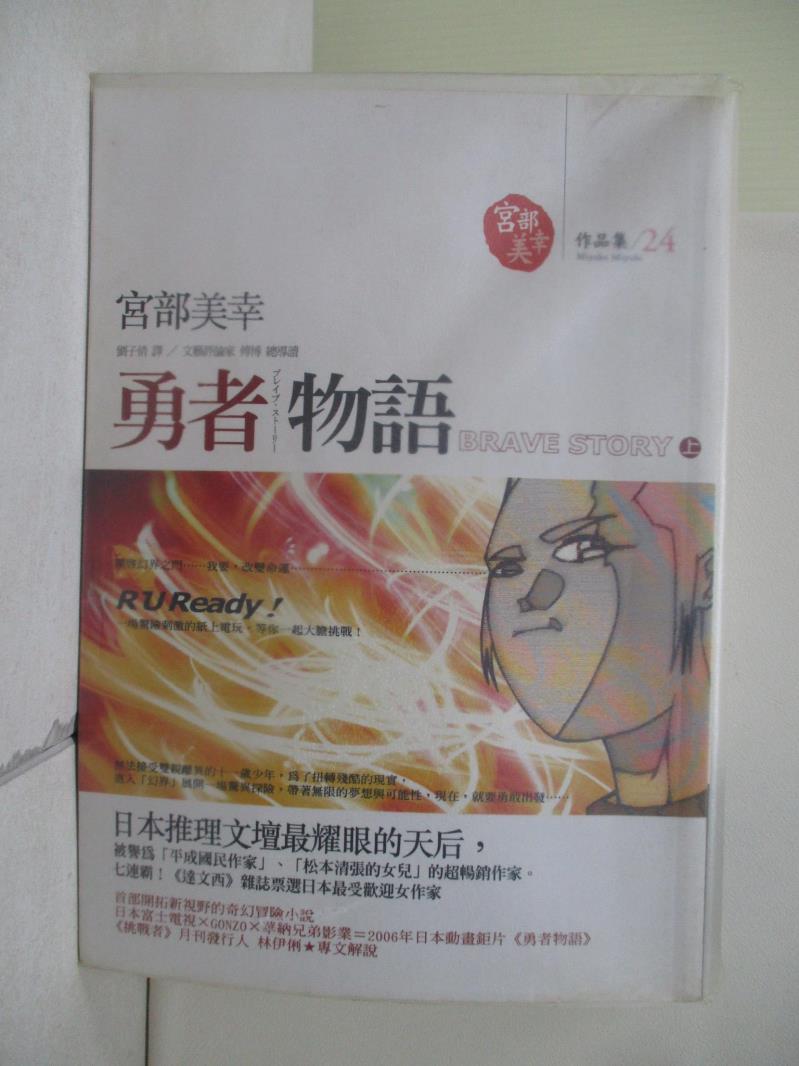 宮部
美幸
作品集/24
Miyabe Miyuki
宮部美幸
劉子倩 譯／文藝評論家 傅博 總導讀
勇者物語
ブレイブ・ストーリー
BRAVE STORY 上
幻界之門……我要，改變命運
R U Ready！
一場驚險刺激的紙上電玩，等你一起大膽挑戰！
無法接受雙親離異的十一歲少年，為了扭轉殘酷的現實，
進入「幻界」展開一場驚異探險，帶著無限的夢想與可能性，現在，就要勇敢出發……
日本推理文壇最耀眼的天后，
被譽為「平成國民作家」、「松本清張的女兒」的超暢銷作家。
七連霸！《達文西》雜誌票選日本最受歡迎女作家
首部開拓新視野的奇幻冒險小說
日本富士電視×GONZO×華納兄弟影業＝2006年日本動畫鉅片《勇者物語》
《挑戰者》月刊發行人 林依俐★專文解說